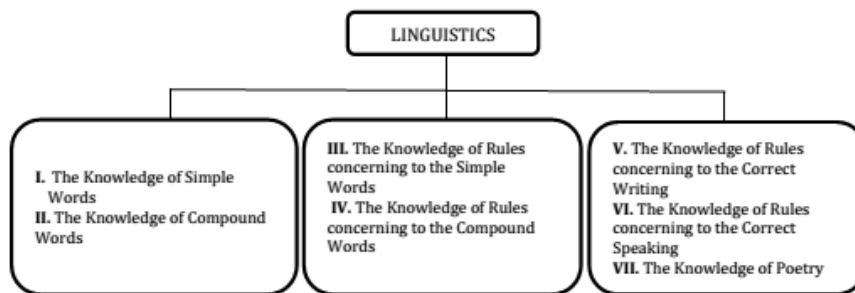 LINGUISTICS
I. The Knowledge of Simple
Words
II. The Knowledge of Compound
Words
III. The Knowledge of Rules
concerning to the Simple
Words
IV. The Knowledge of Rules
concerning to the Compound
Words
V. The Knowledge of Rules
concerning to the Correct
Writing
VI. The Knowledge of Rules
concerning to the Correct
Speaking
VII. The Knowledge of Poetry